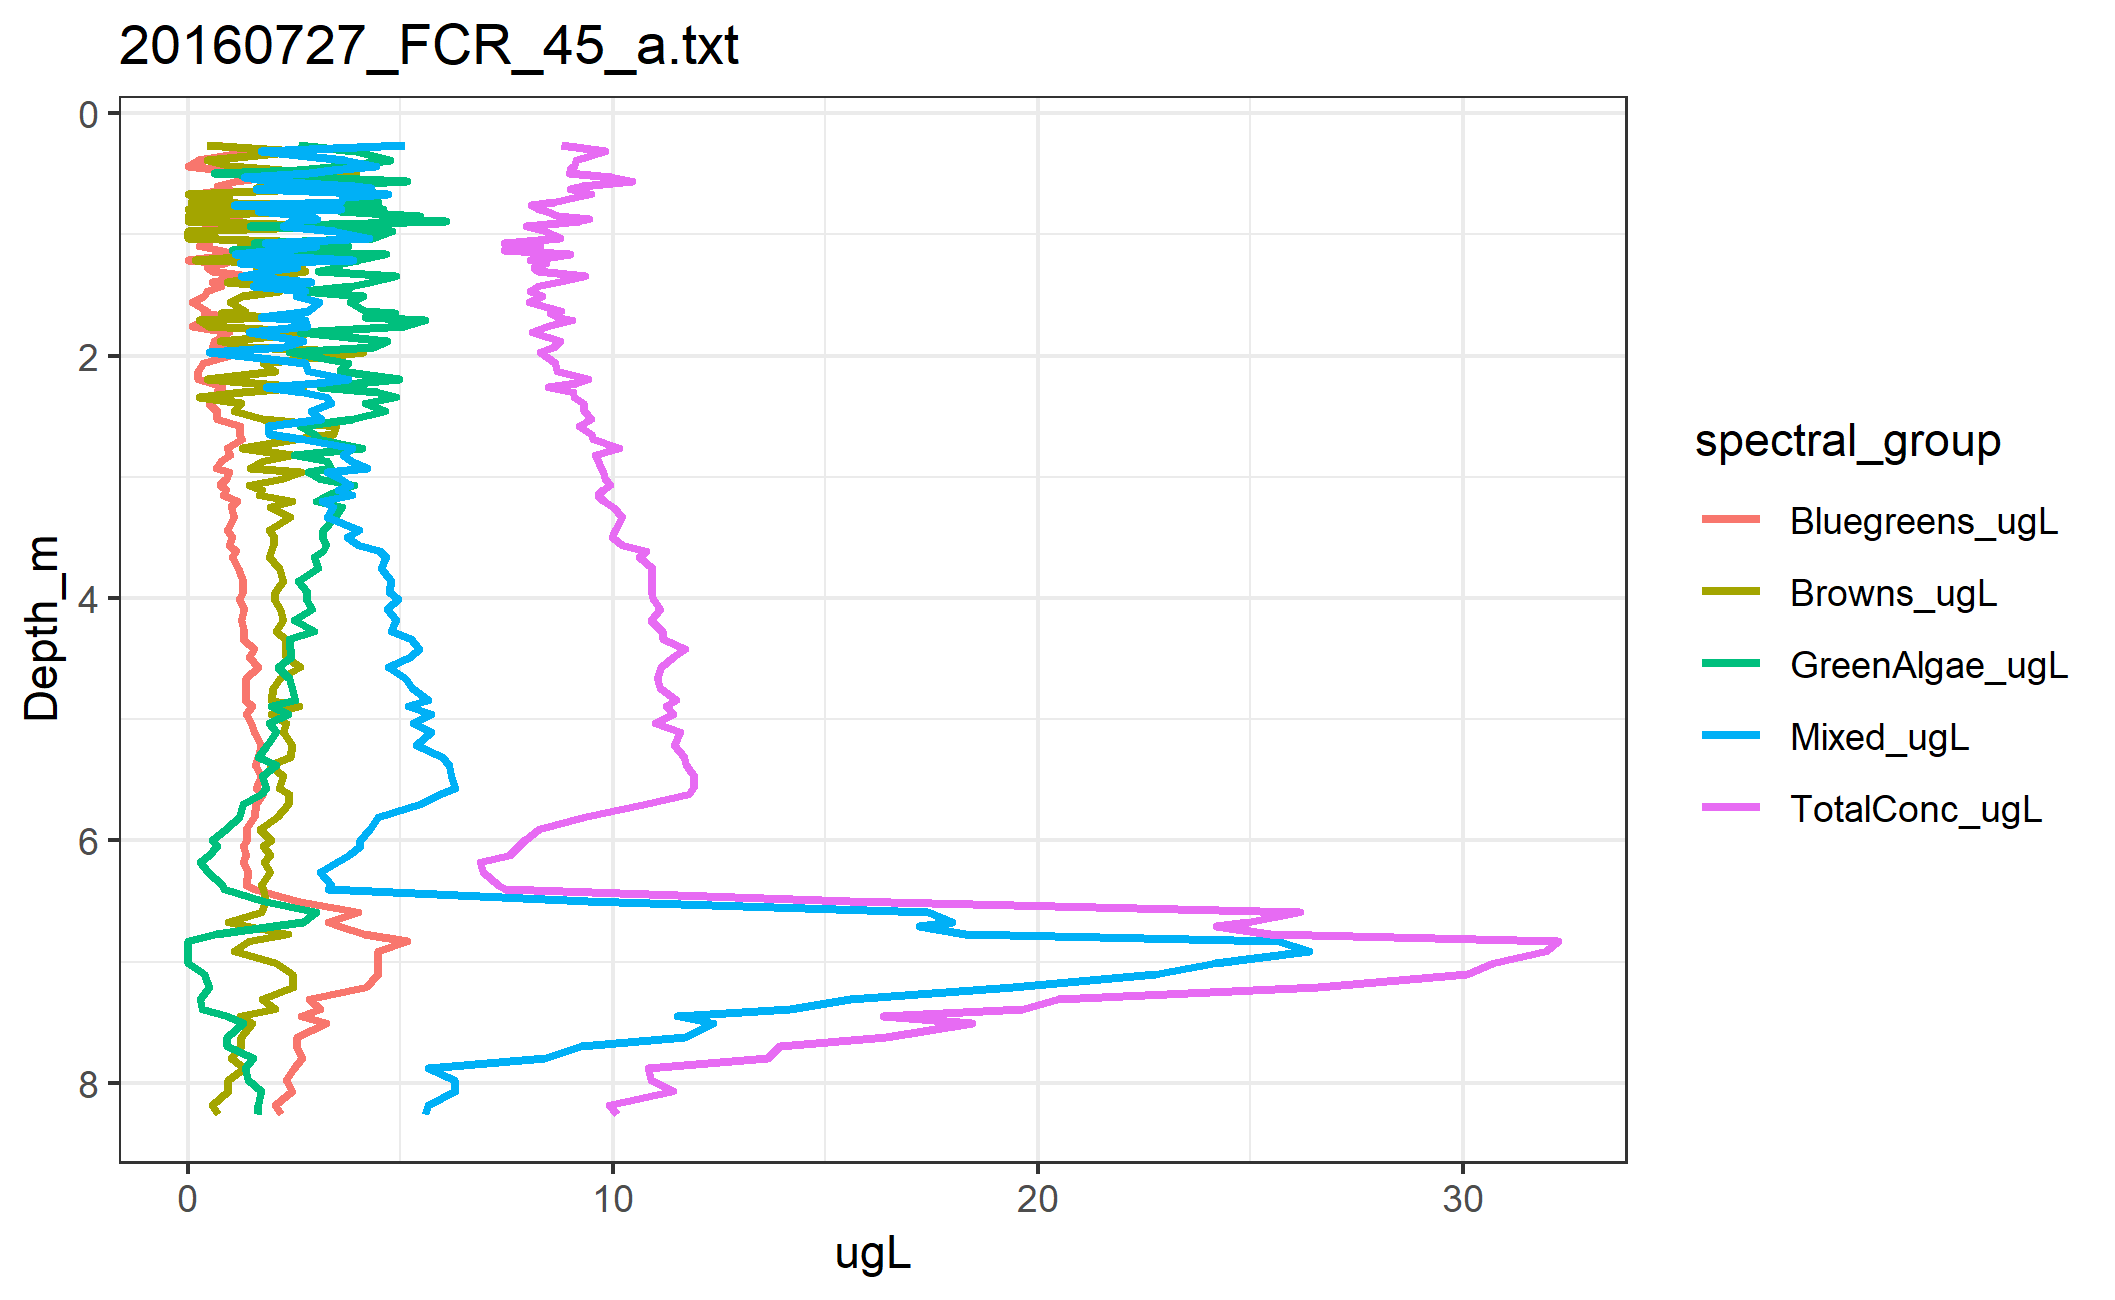 20160727_FCR_45_a.txt
0
2
4
6
8
Depth_m
0 10 20 30
ugL
spectral_group
Bluegreens_ugL
Browns_ugL
GreenAlgae_ugL
Mixed_ugL
TotalConc_ugL